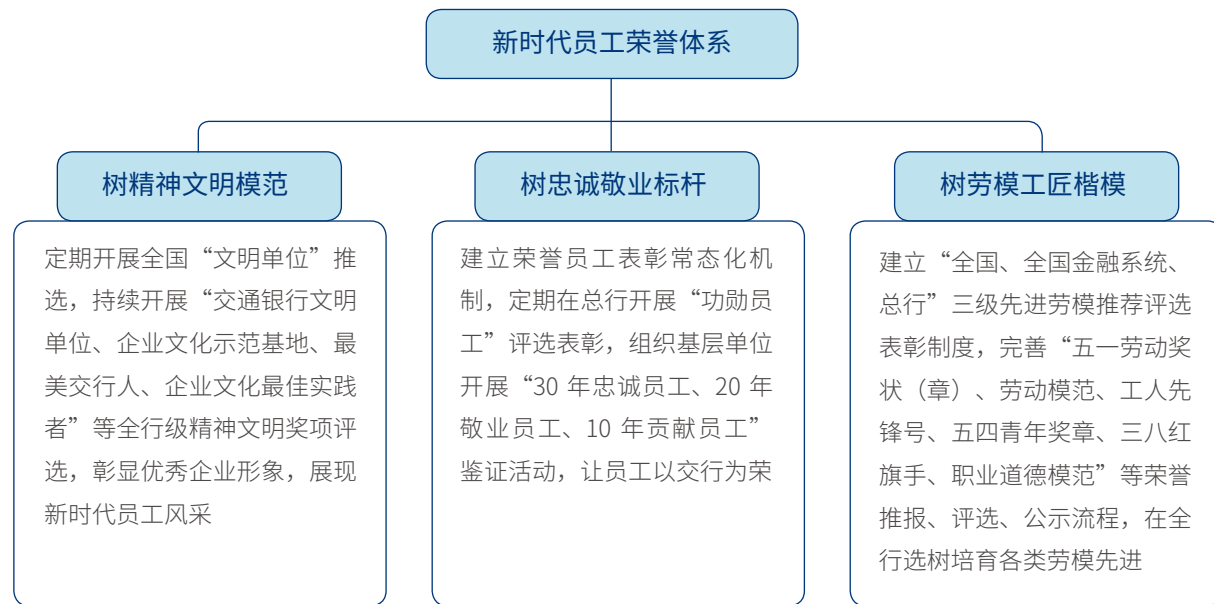 新时代员工荣誉体系
树精神文明模范
定期开展全国“文明单位”推
选，持续开展“交通银行文明
单位、企业文化示范基地、最
美交行人、企业文化最佳实践
者”等全行级精神文明奖项评
选，彰显优秀企业形象，展现
新时代员工风采
树忠诚敬业标杆
建立荣誉员工表彰常态化机
制，定期在总行开展“功勋员
工”评选表彰，组织基层单位
开展“30 年忠诚员工、20 年
敬业员工、10 年贡献员工”
鉴证活动，让员工以交行为荣
树劳模工匠楷模
建立“全国、全国金融系统、
总行”三级先进劳模推荐评选
表彰制度，完善“五一劳动奖
状（章）、劳动模范、工人先
锋号、五四青年奖章、三八红
旗手、职业道德模范”等荣誉
推报、评选、公示流程，在全
行选树培育各类劳模先进